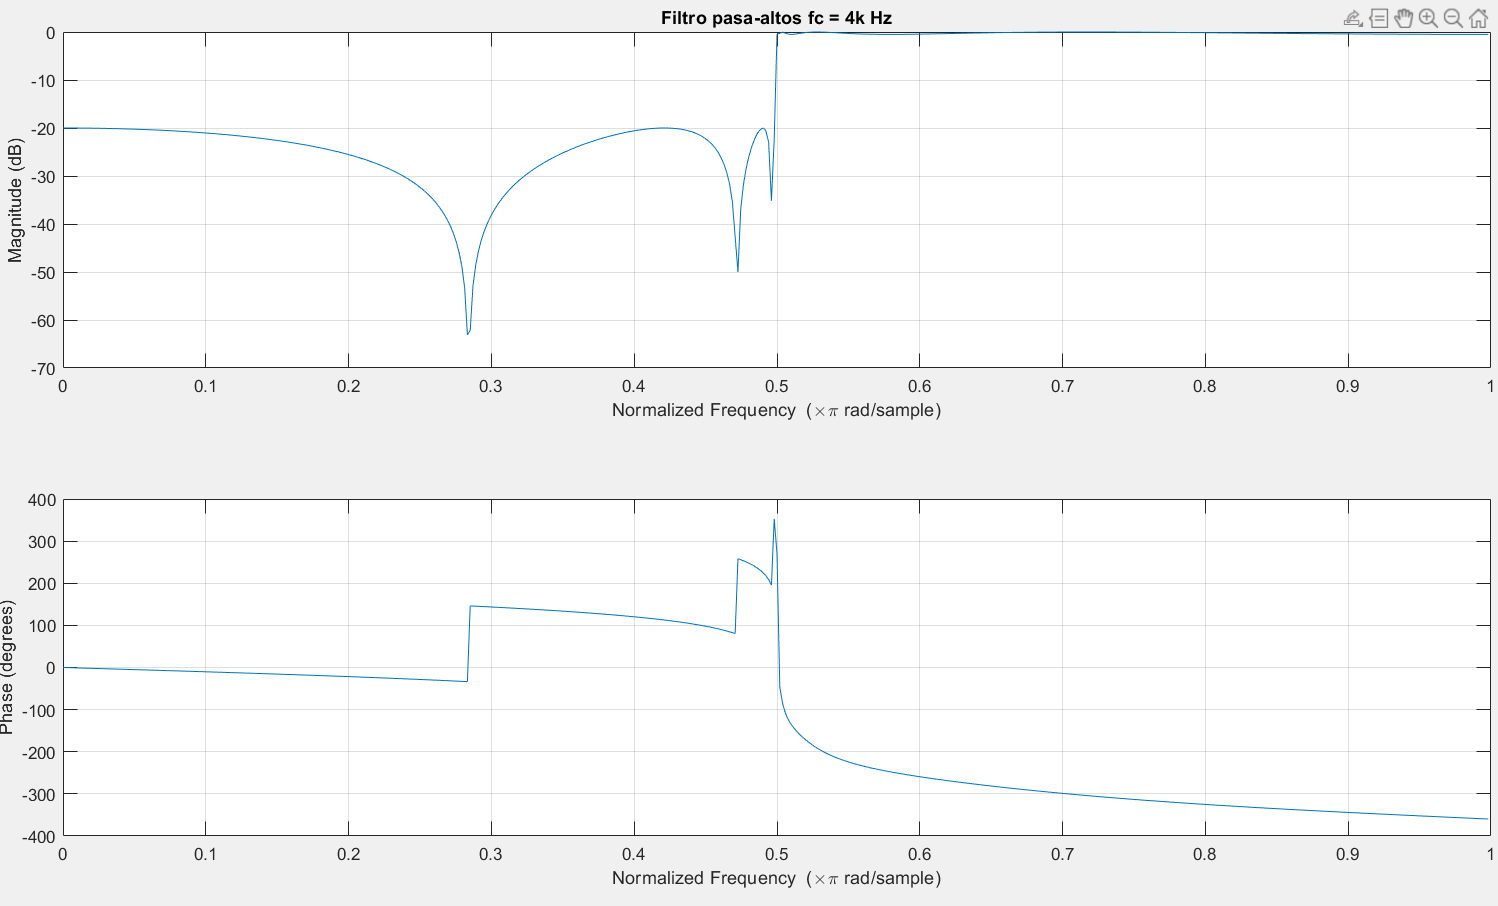 Filtro pasa-altos fc = 4k Hz
0
-10
-20
-30
-40
-50
-60
-70
Magnitude (dB)
0 0.1 0.2 0.3 0.4 0.5 0.6 0.7 0.8 0.9 1
Normalized Frequency (×π rad/sample)
400
300
200
100
0
-100
-200
-300
-400
Phase (degrees)
0 0.1 0.2 0.3 0.4 0.5 0.6 0.7 0.8 0.9 1
Normalized Frequency (×π rad/sample)